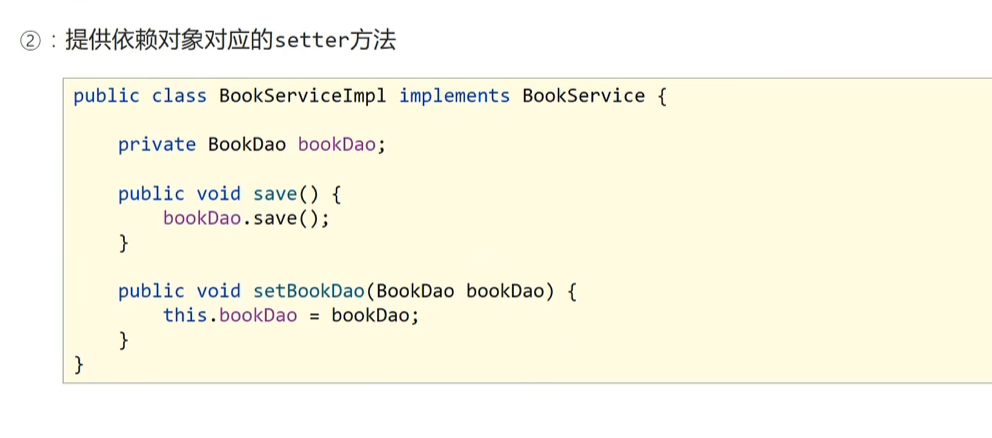 ②：提供依赖对象对应的setter方法
public class BookServiceImpl implements BookService {
private BookDao bookDao;
public void save() {
bookDao.save();
}
public void setBookDao(BookDao bookDao) {
this.bookDao = bookDao;
}
}